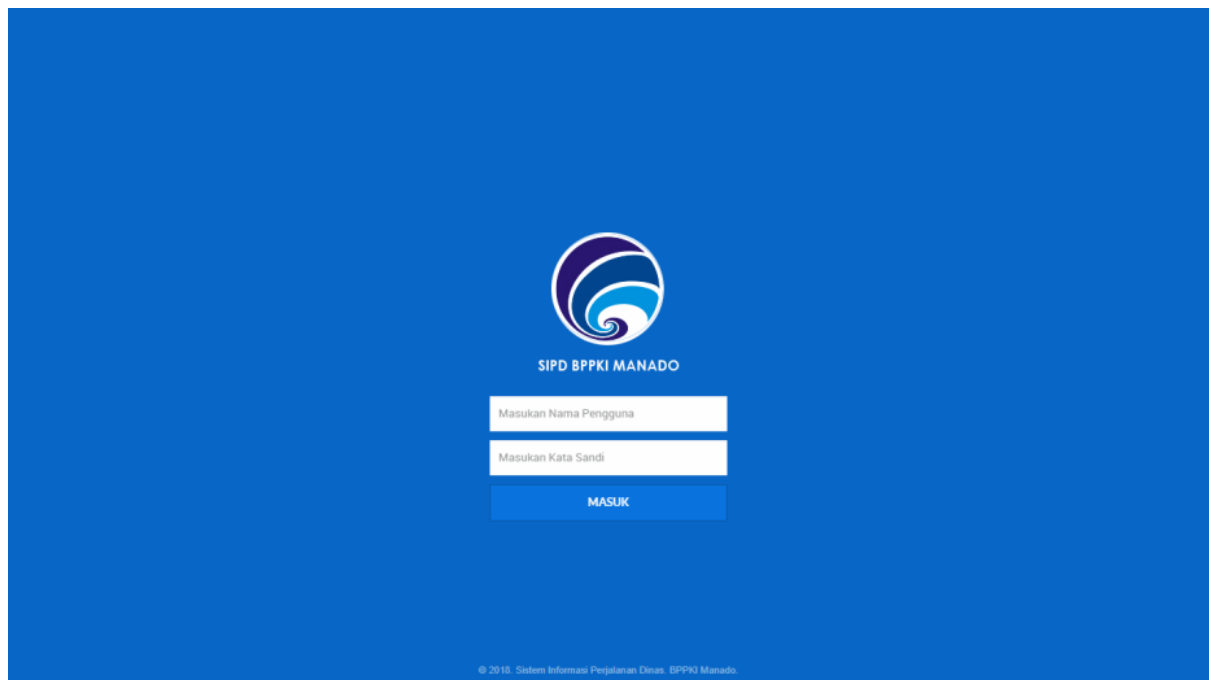 SIPD BPPKI MANADO
Masukan Nama Pengguna
Masukan Kata Sandi
MASUK
© 2018. Sistem Informasi Perjalanan Dinas. BPPKI Manado.